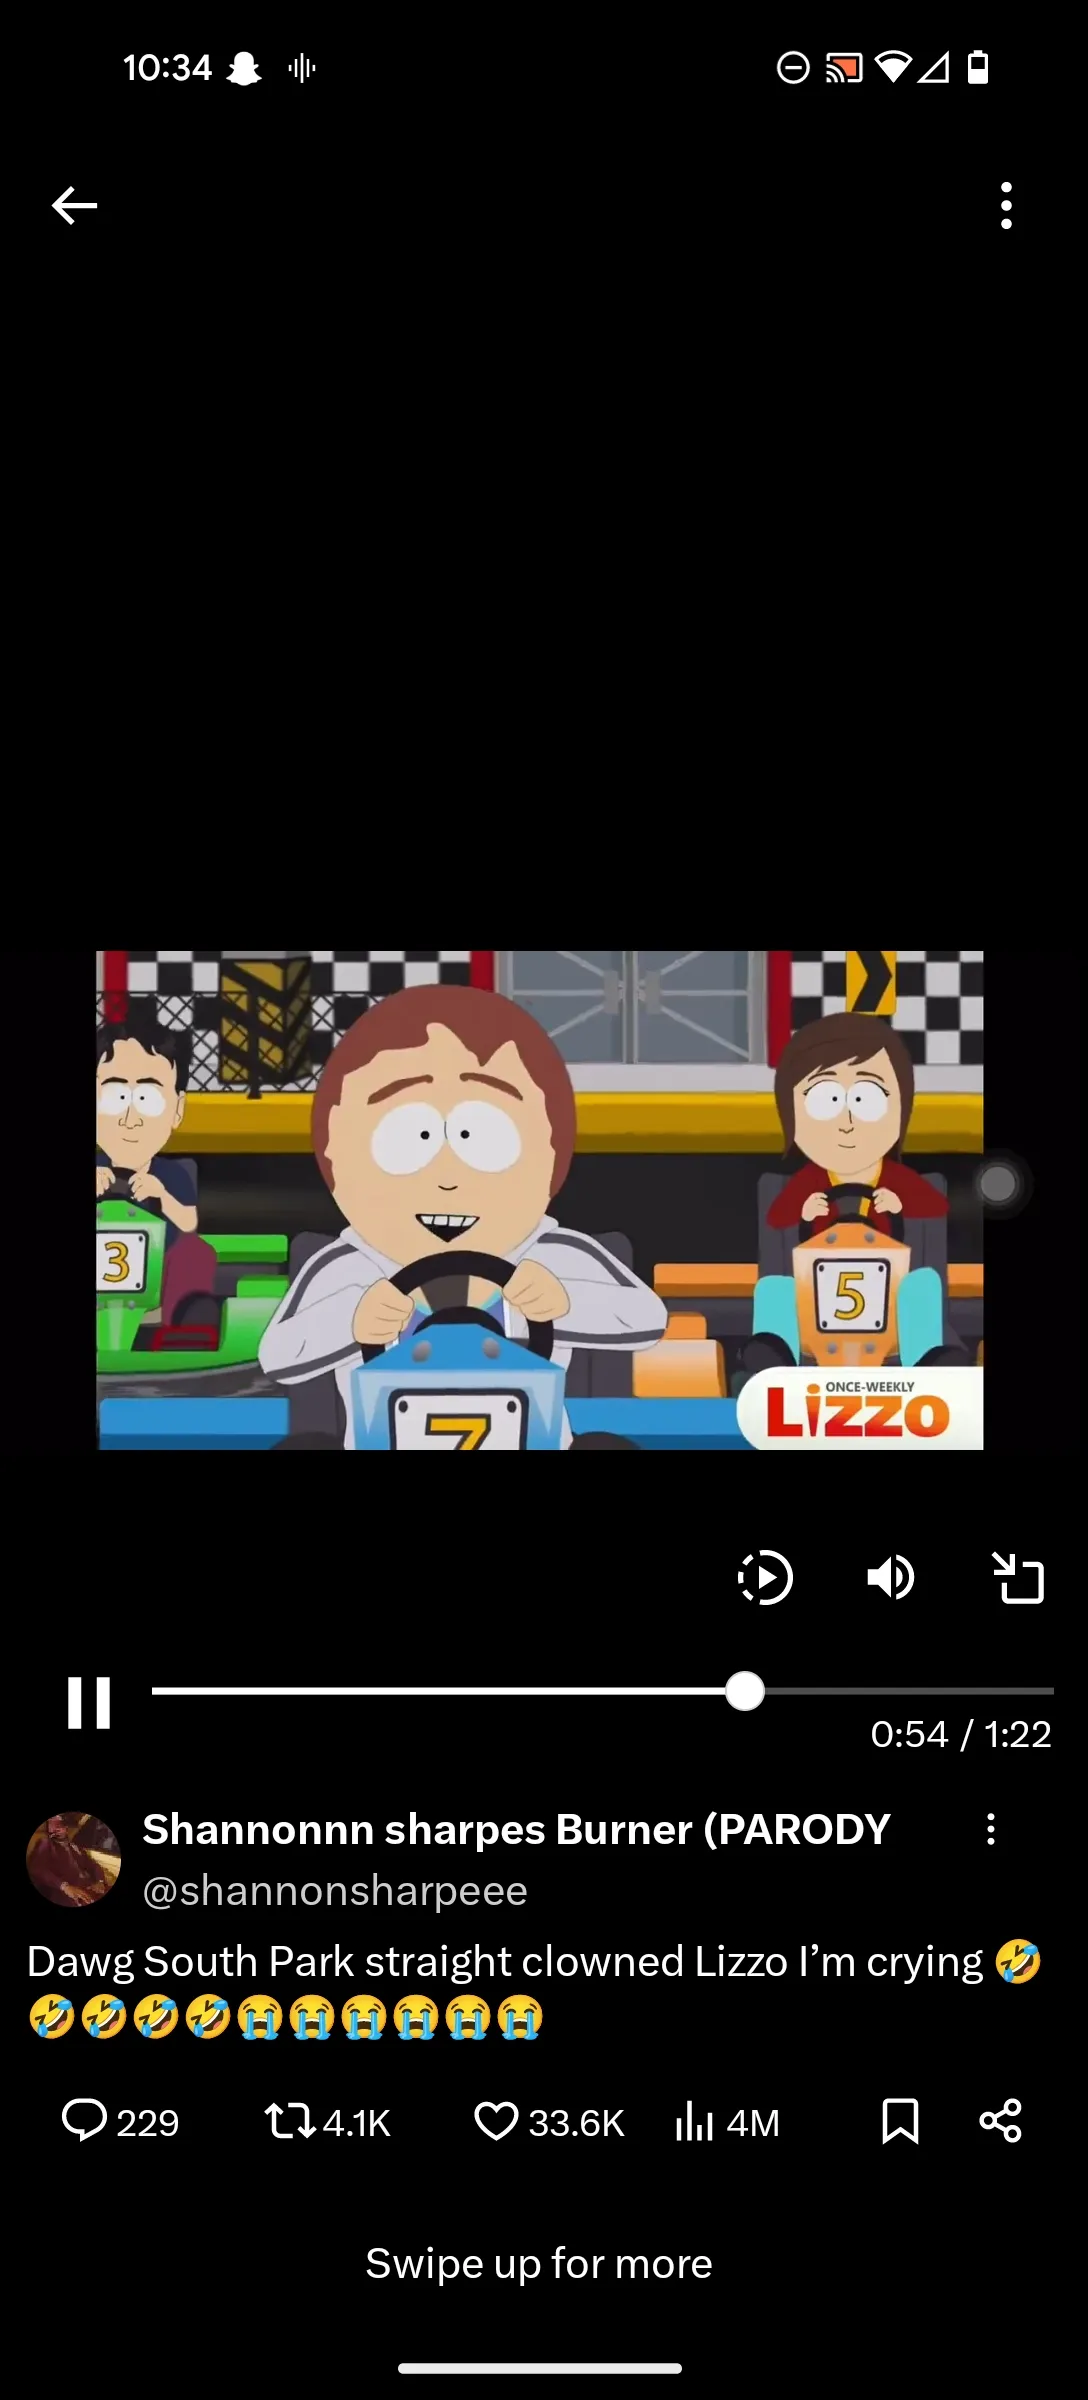 10:34
3
5
7
ONCE-WEEKLY
Lizzo
0:54 / 1:22
Shannonnn sharpes Burner (PARODY
@shannonsharpeee
Dawg South Park straight clowned Lizzo I’m crying 🤣
🤣🤣🤣🤣😭😭😭😭😭😭
229 4.1K 33.6K 4M
Swipe up for more